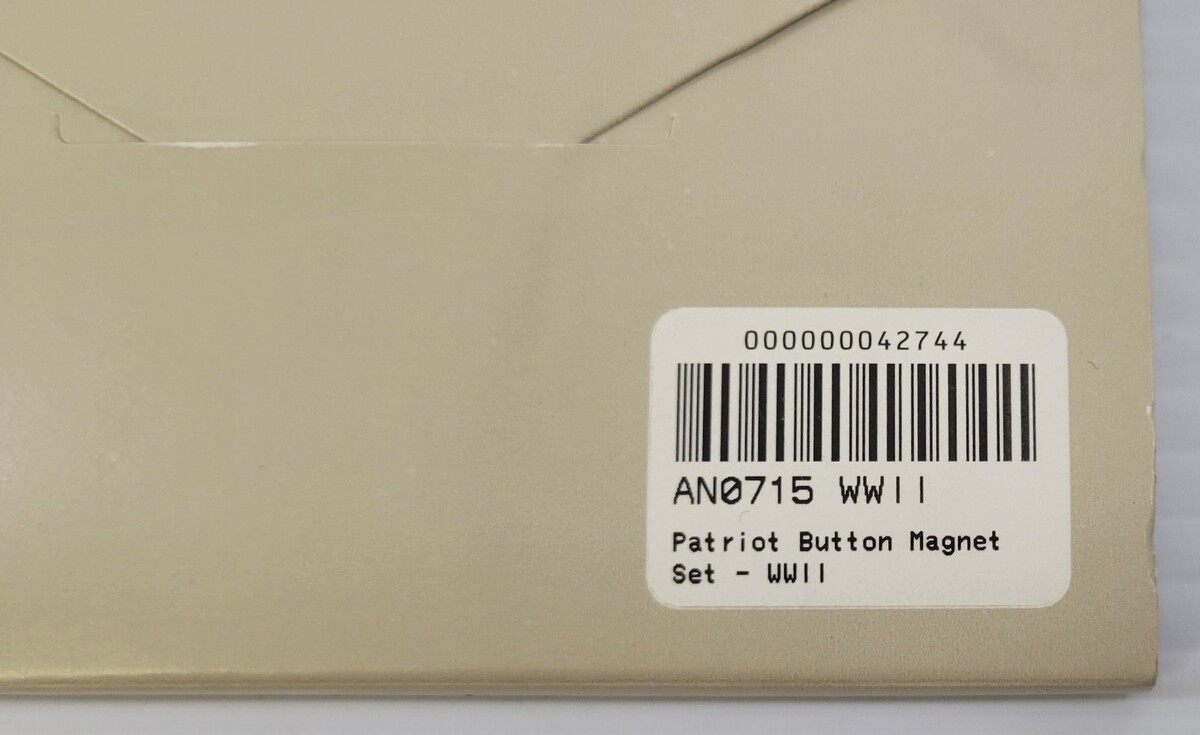 000000042744
AN0715 WWII
Patriot Button Magnet
Set - WWII